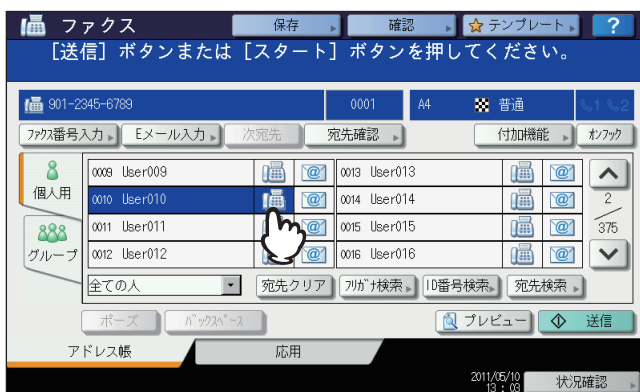 ファクス 保存 確認 テンプレート ?
[送信] ボタンまたは [スタート] ボタンを押してください。
901-2345-6789 0001 A4 普通 1 2
ファクス番号入力 Eメール入力 次宛先 宛先確認 付加機能 オンフック
個人用
グループ
0009 User009 0013 User013
0010 User010 0014 User014
0011 User011 0015 User015
0012 User012 0016 User016
2
375
全ての人 宛先クリア フリガナ検索 ID番号検索 宛先検索
ポーズ バックスペース プレビュー 送信
アドレス帳 応用
2011/05/10
13：03 状況確認